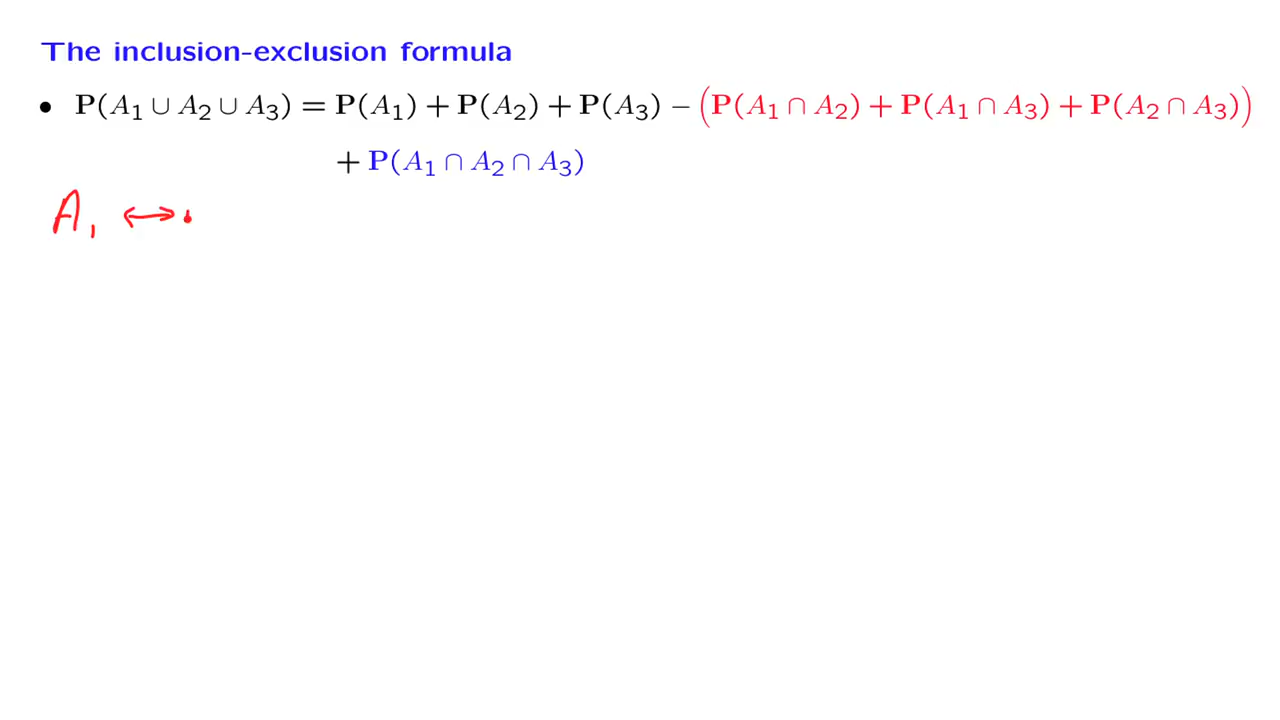 The inclusion-exclusion formula
• P(A₁ ∪ A₂ ∪ A₃) = P(A₁) + P(A₂) + P(A₃) − (P(A₁ ∩ A₂) + P(A₁ ∩ A₃) + P(A₂ ∩ A₃))
+ P(A₁ ∩ A₂ ∩ A₃)
A₁ ↔